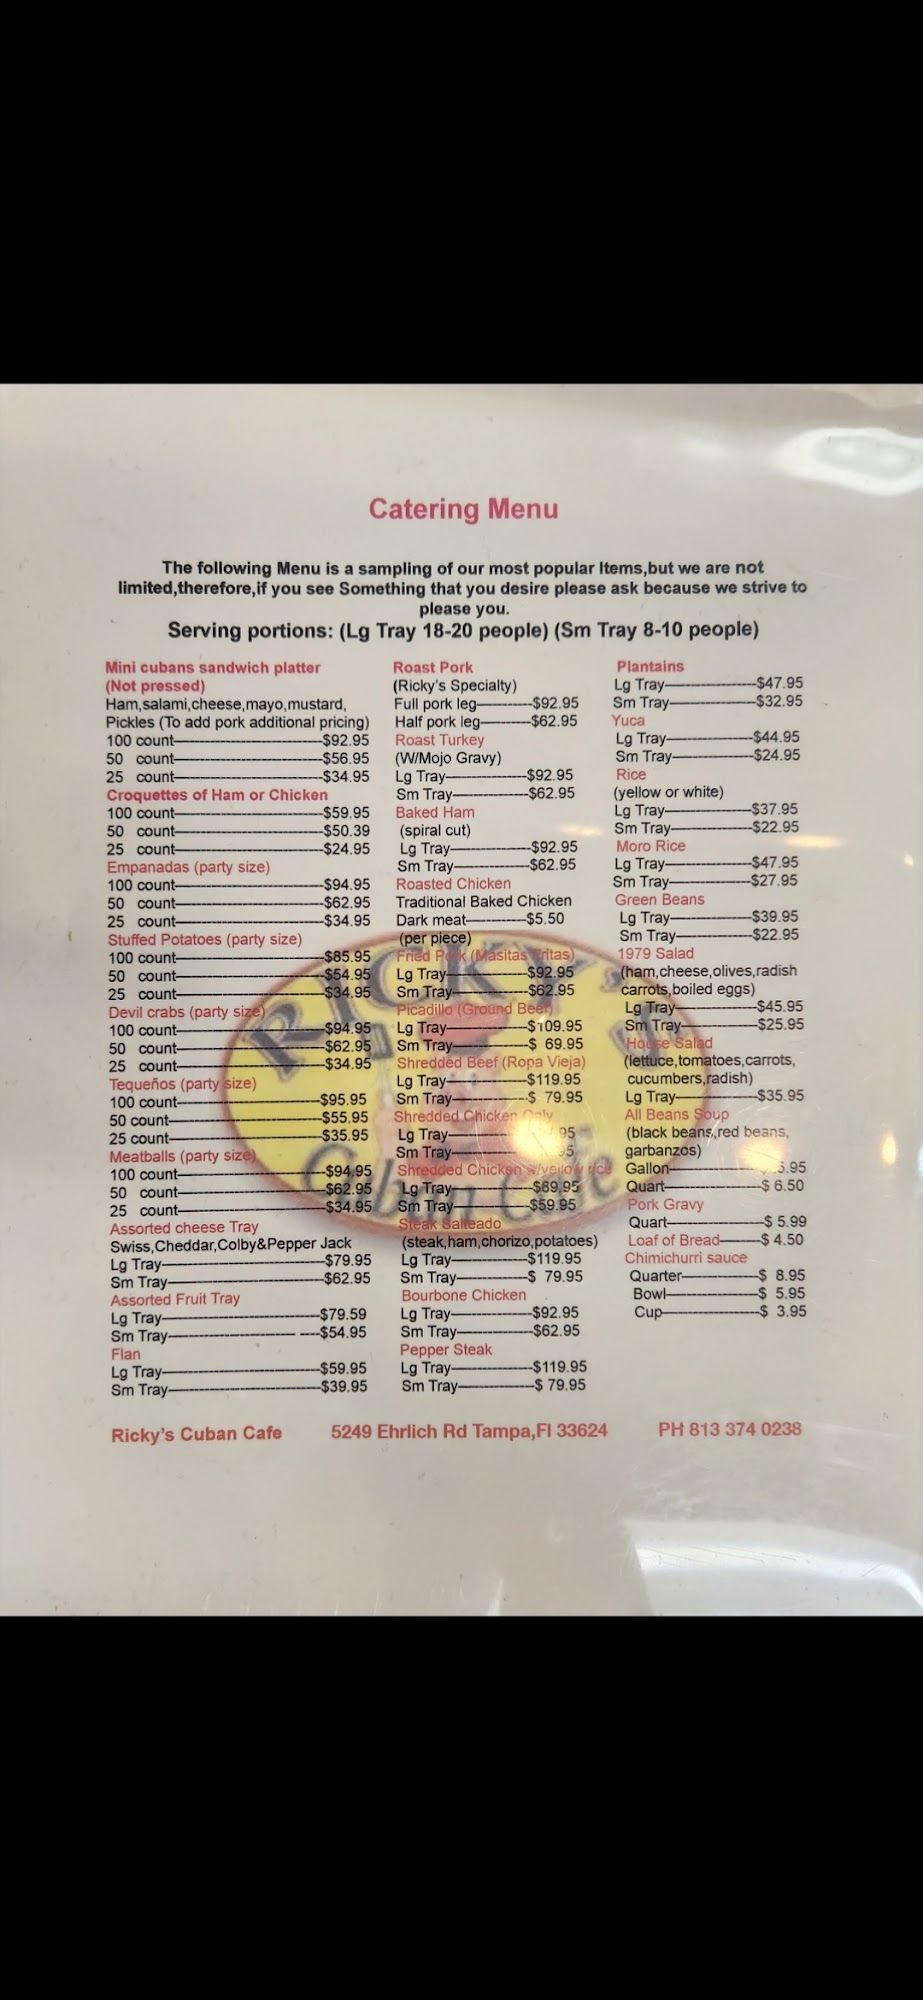 Catering Menu
The following Menu is a sampling of our most popular Items,but we are not
limited,therefore,if you see Something that you desire please ask because we strive to
please you.
Serving portions: (Lg Tray 18-20 people) (Sm Tray 8-10 people)
Mini cubans sandwich platter
(Not pressed)
Ham,salami,cheese,mayo,mustard,
Pickles (To add pork additional pricing)
100 count $92.95
50 count $56.95
25 count $34.95
Croquettes of Ham or Chicken
100 count $59.95
50 count $50.39
25 count $24.95
Empanadas (party size)
100 count $94.95
50 count $62.95
25 count $34.95
Stuffed Potatoes (party size)
100 count $85.95
50 count $54.95
25 count $34.95
Devil crabs (party size)
100 count $94.95
50 count $62.95
25 count $34.95
Tequeños (party size)
100 count $95.95
50 count $55.95
25 count $35.95
Meatballs (party size)
100 count $94.95
50 count $62.95
25 count $34.95
Assorted cheese Tray
Swiss,Cheddar,Colby&Pepper Jack
Lg Tray $79.95
Sm Tray $62.95
Assorted Fruit Tray
Lg Tray $79.59
Sm Tray $54.95
Flan
Lg Tray $59.95
Sm Tray $39.95
Roast Pork
(Ricky's Specialty)
Full pork leg $92.95
Half pork leg $62.95
Roast Turkey
(W/Mojo Gravy)
Lg Tray $92.95
Sm Tray $62.95
Baked Ham
(spiral cut)
Lg Tray $92.95
Sm Tray $62.95
Roasted Chicken
Traditional Baked Chicken
Dark meat $5.50
(per piece)
Fried Pork (Masitas Fritas)
Lg Tray $92.95
Sm Tray $62.95
Picadillo (Ground Beef)
Lg Tray $109.95
Sm Tray $ 69.95
Shredded Beef (Ropa Vieja)
Lg Tray $119.95
Sm Tray $ 79.95
Shredded Chicken Only
Lg Tray
Sm Tray
Shredded Chicken w/yellow rice
Lg Tray $69.95
Sm Tray $59.95
Steak Salteado
(steak,ham,chorizo,potatoes)
Lg Tray $119.95
Sm Tray $ 79.95
Bourbone Chicken
Lg Tray $92.95
Sm Tray $62.95
Pepper Steak
Lg Tray $119.95
Sm Tray $ 79.95
Plantains
Lg Tray $47.95
Sm Tray $32.95
Yuca
Lg Tray $44.95
Sm Tray $24.95
Rice
(yellow or white)
Lg Tray $37.95
Sm Tray $22.95
Moro Rice
Lg Tray $47.95
Sm Tray $27.95
Green Beans
Lg Tray $39.95
Sm Tray $22.95
1979 Salad
(ham,cheese,olives,radish
carrots,boiled eggs)
Lg Tray $45.95
Sm Tray $25.95
House Salad
(lettuce,tomatoes,carrots,
cucumbers,radish)
Lg Tray $35.95
All Beans Soup
(black beans,red beans,
garbanzos)
Gallon
Quart $ 6.50
Pork Gravy
Quart $ 5.99
Loaf of Bread $ 4.50
Chimichurri sauce
Quarter $ 8.95
Bowl $ 5.95
Cup $ 3.95
RICKY'S
Cuban Cafe
Ricky's Cuban Cafe 5249 Ehrlich Rd Tampa,Fl 33624 PH 813 374 0238